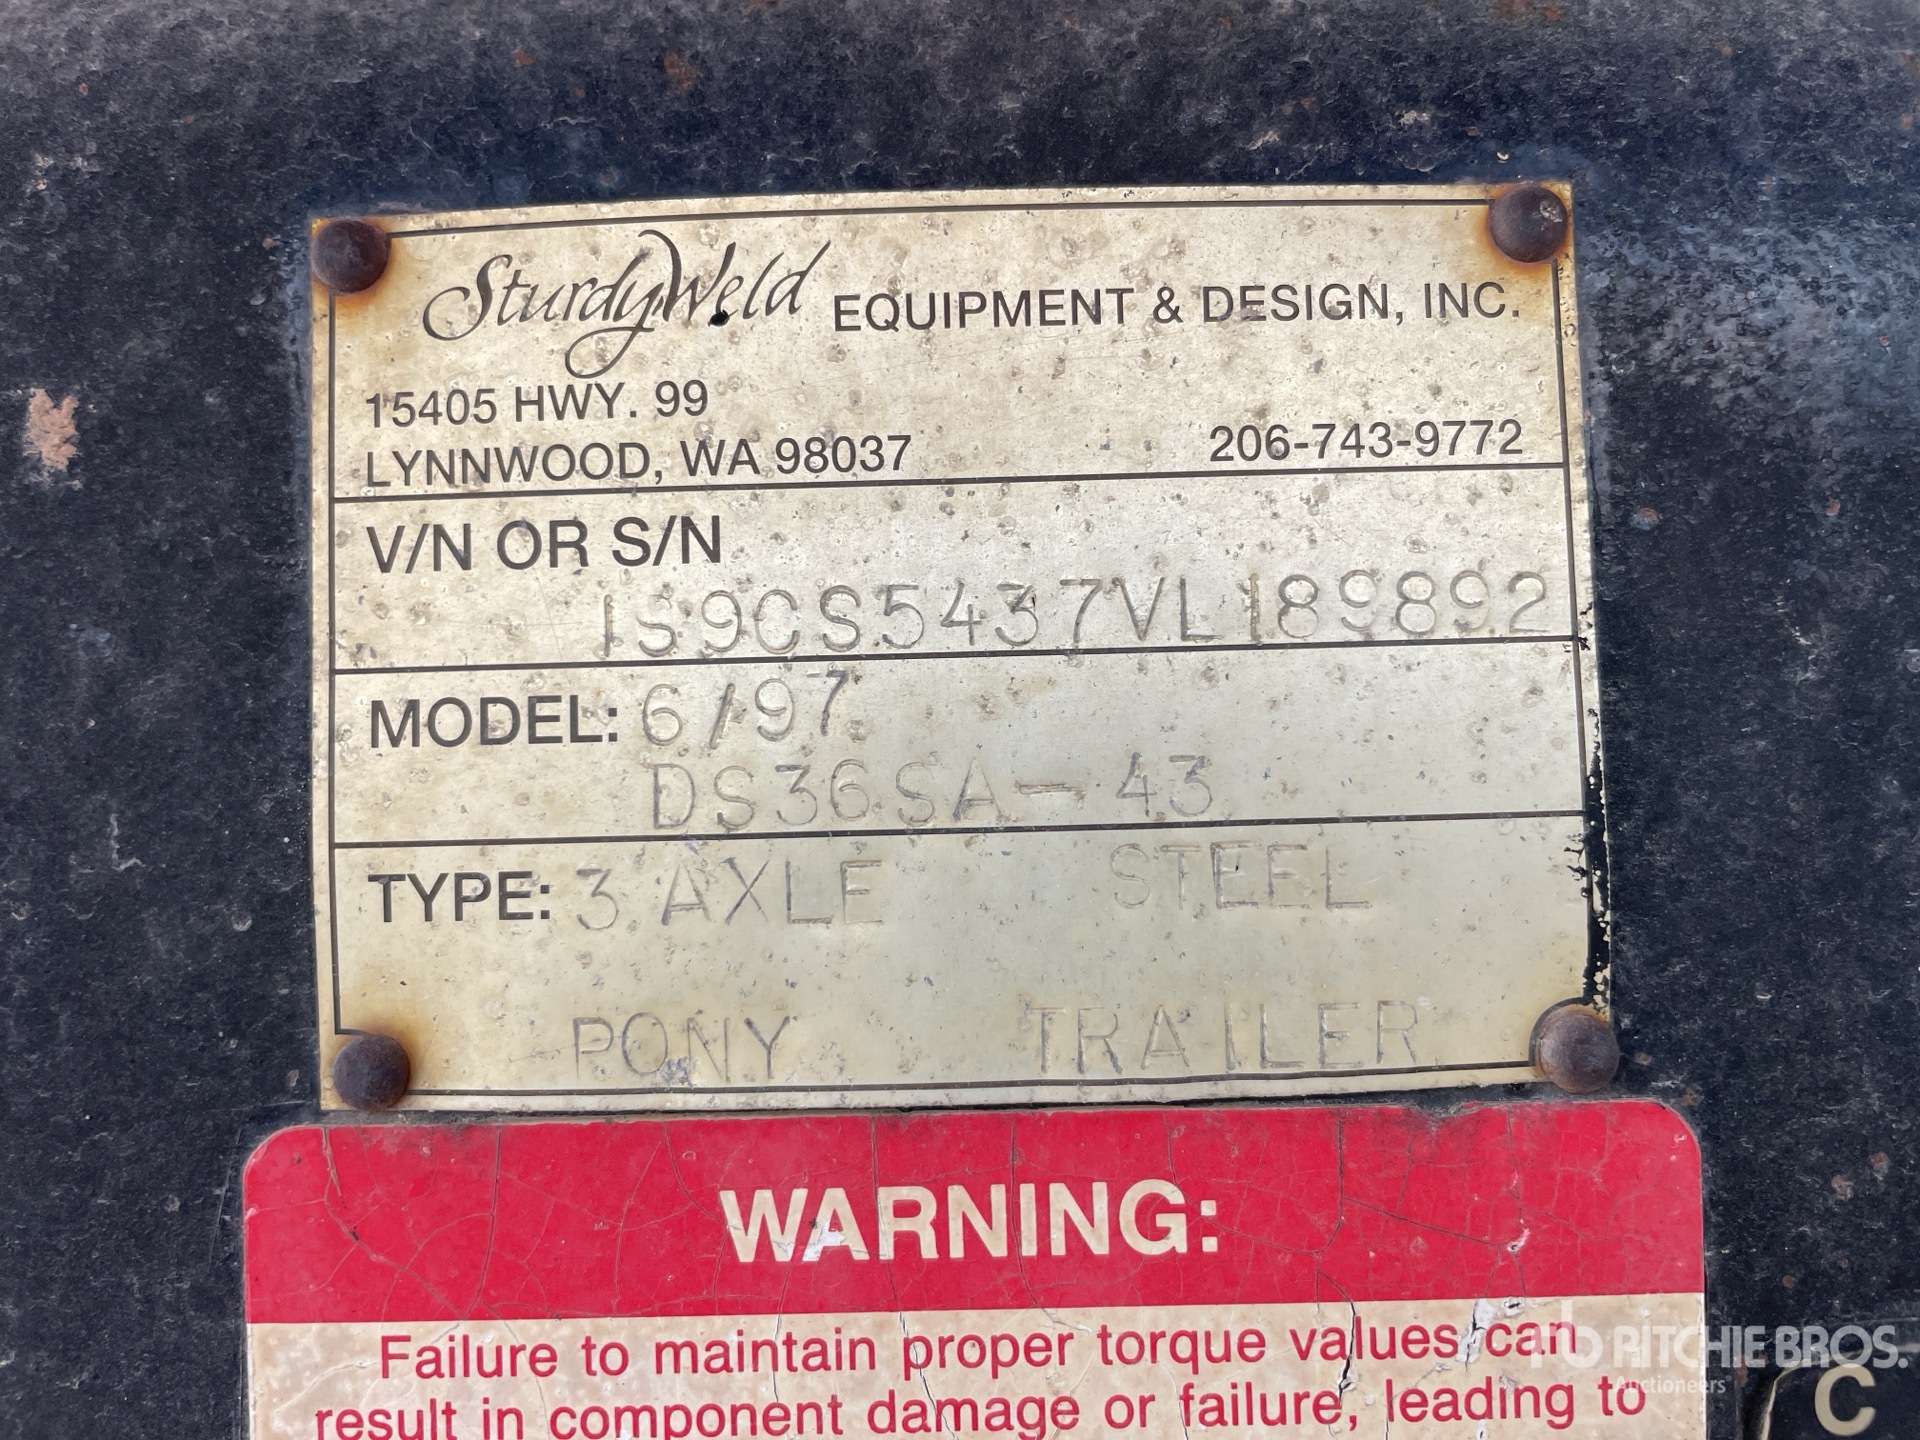 SturdyWeld EQUIPMENT & DESIGN, INC.
15405 HWY. 99
LYNNWOOD, WA 98037 206-743-9772
V/N OR S/N
1S9CS5437VL189892
MODEL: 6/97
DS36SA-43
TYPE: 3 AXLE STEEL
PONY TRAILER
WARNING:
Failure to maintain proper torque values can
result in component damage or failure, leading to
RITCHIE BROS.
Auctioneers
C